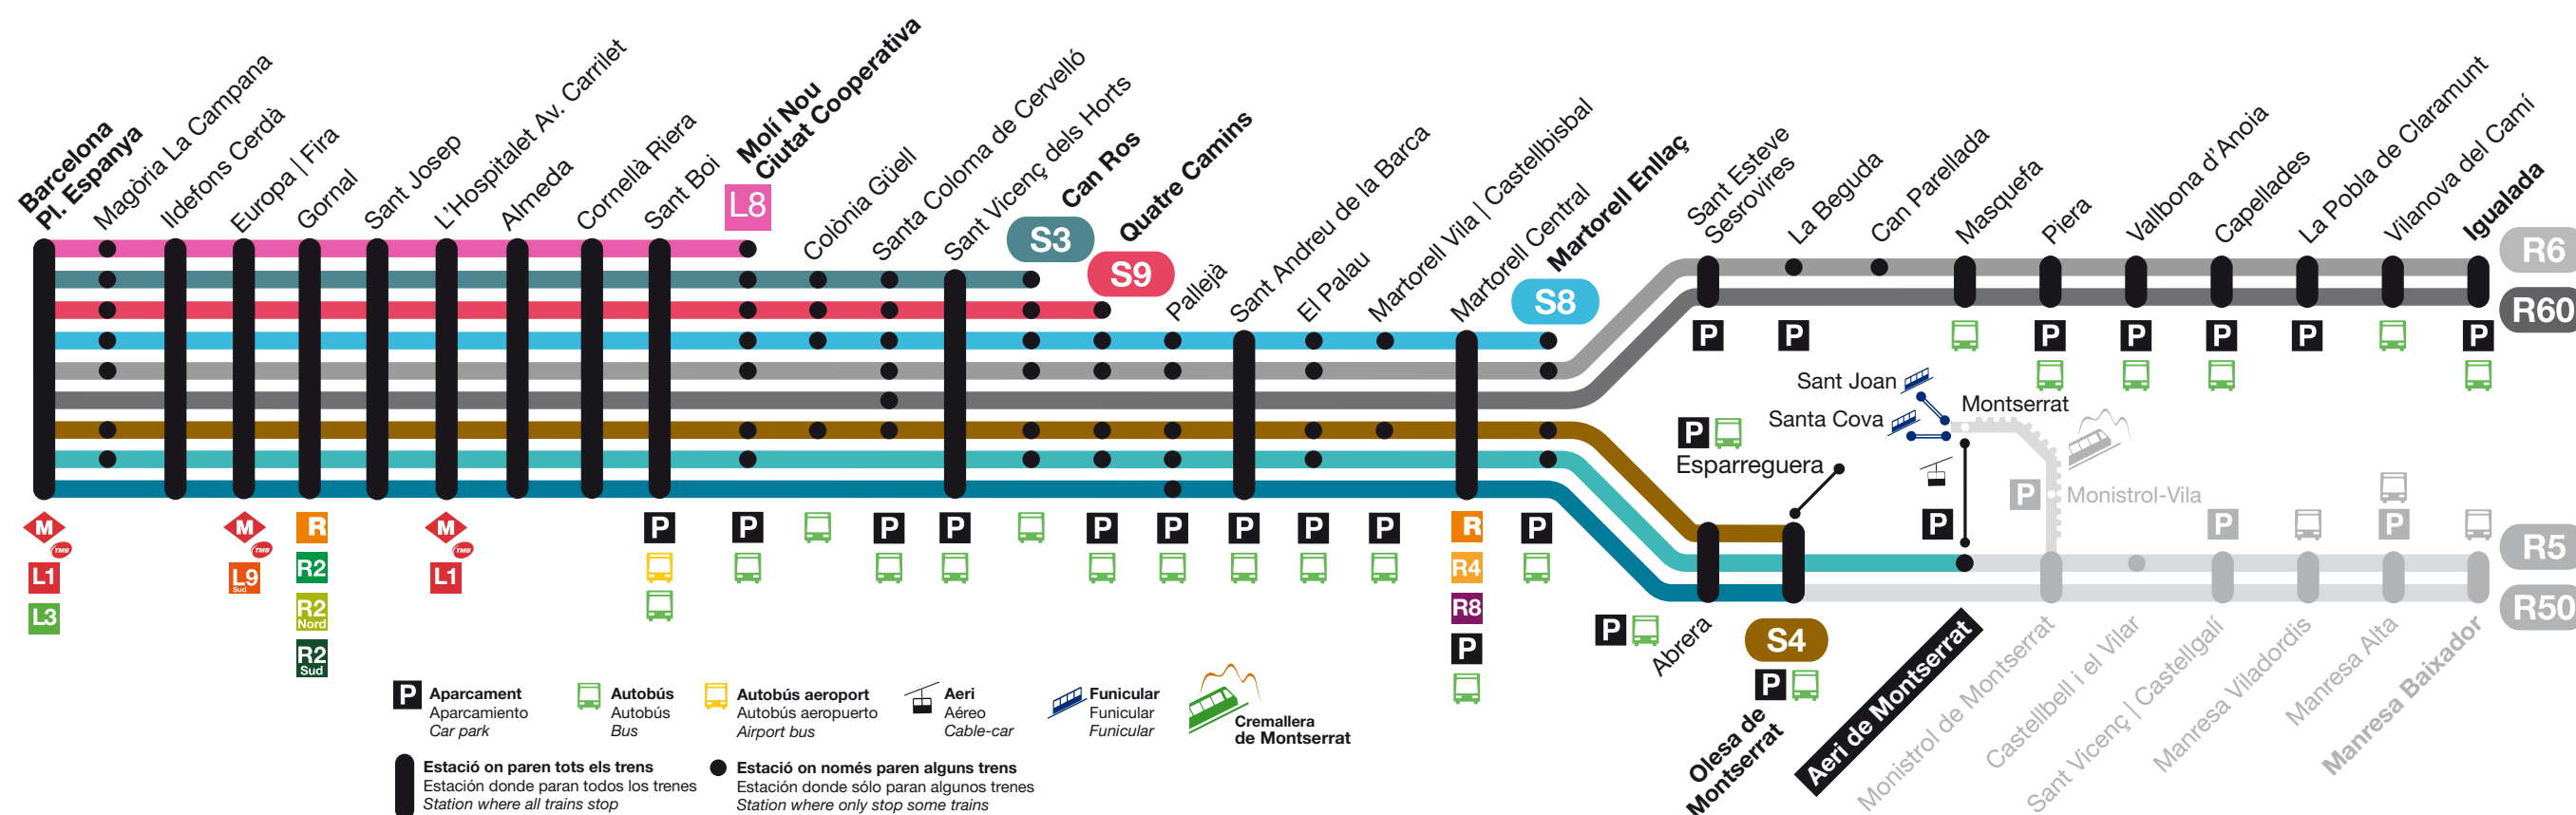 Barcelona
Pl. Espanya
Magòria La Campana
Ildefons Cerdà
Europa | Fira
Gornal
Sant Josep
L'Hospitalet Av. Carrilet
Almeda
Cornellà Riera
Sant Boi
Molí Nou
Ciutat Cooperativa
L8
Colònia Güell
Santa Coloma de Cervelló
Sant Vicenç dels Horts
Can Ros
S3
Quatre Camins
S9
Pallejà
Sant Andreu de la Barca
El Palau
Martorell Vila | Castellbisbal
Martorell Central
Martorell Enllaç
S8
Sant Esteve
Sesrovires
La Beguda
Can Parellada
Masquefa
Piera
Vallbona d'Anoia
Capellades
La Pobla de Claramunt
Vilanova del Camí
Igualada
R6
R60
P P P P P P P
Sant Joan
Santa Cova
Montserrat
P
Esparreguera
P
P
Monistrol-Vila
P P
R5
R50
M
TMB
L1
L3
M
TMB
L9
Sud
R
R2
R2
Nord
R2
Sud
M
TMB
L1
P P P P P P P P P
R
R4
R8
P
P
P
Abrera
S4
P
Olesa de
Montserrat
Aeri de Montserrat
Monistrol de Montserrat
Castellbell i el Vilar
Sant Vicenç | Castellgalí
Manresa Viladordis
Manresa Alta
Manresa Baixador
P
Aparcament
Aparcamiento
Car park
Autobús
Autobús
Bus
Autobús aeroport
Autobús aeropuerto
Airport bus
Aeri
Aéreo
Cable-car
Funicular
Funicular
Funicular
Cremallera
de Montserrat
Estació on paren tots els trens
Estación donde paran todos los trenes
Station where all trains stop
Estació on només paren alguns trens
Estación donde sólo paran algunos trenes
Station where only stop some trains